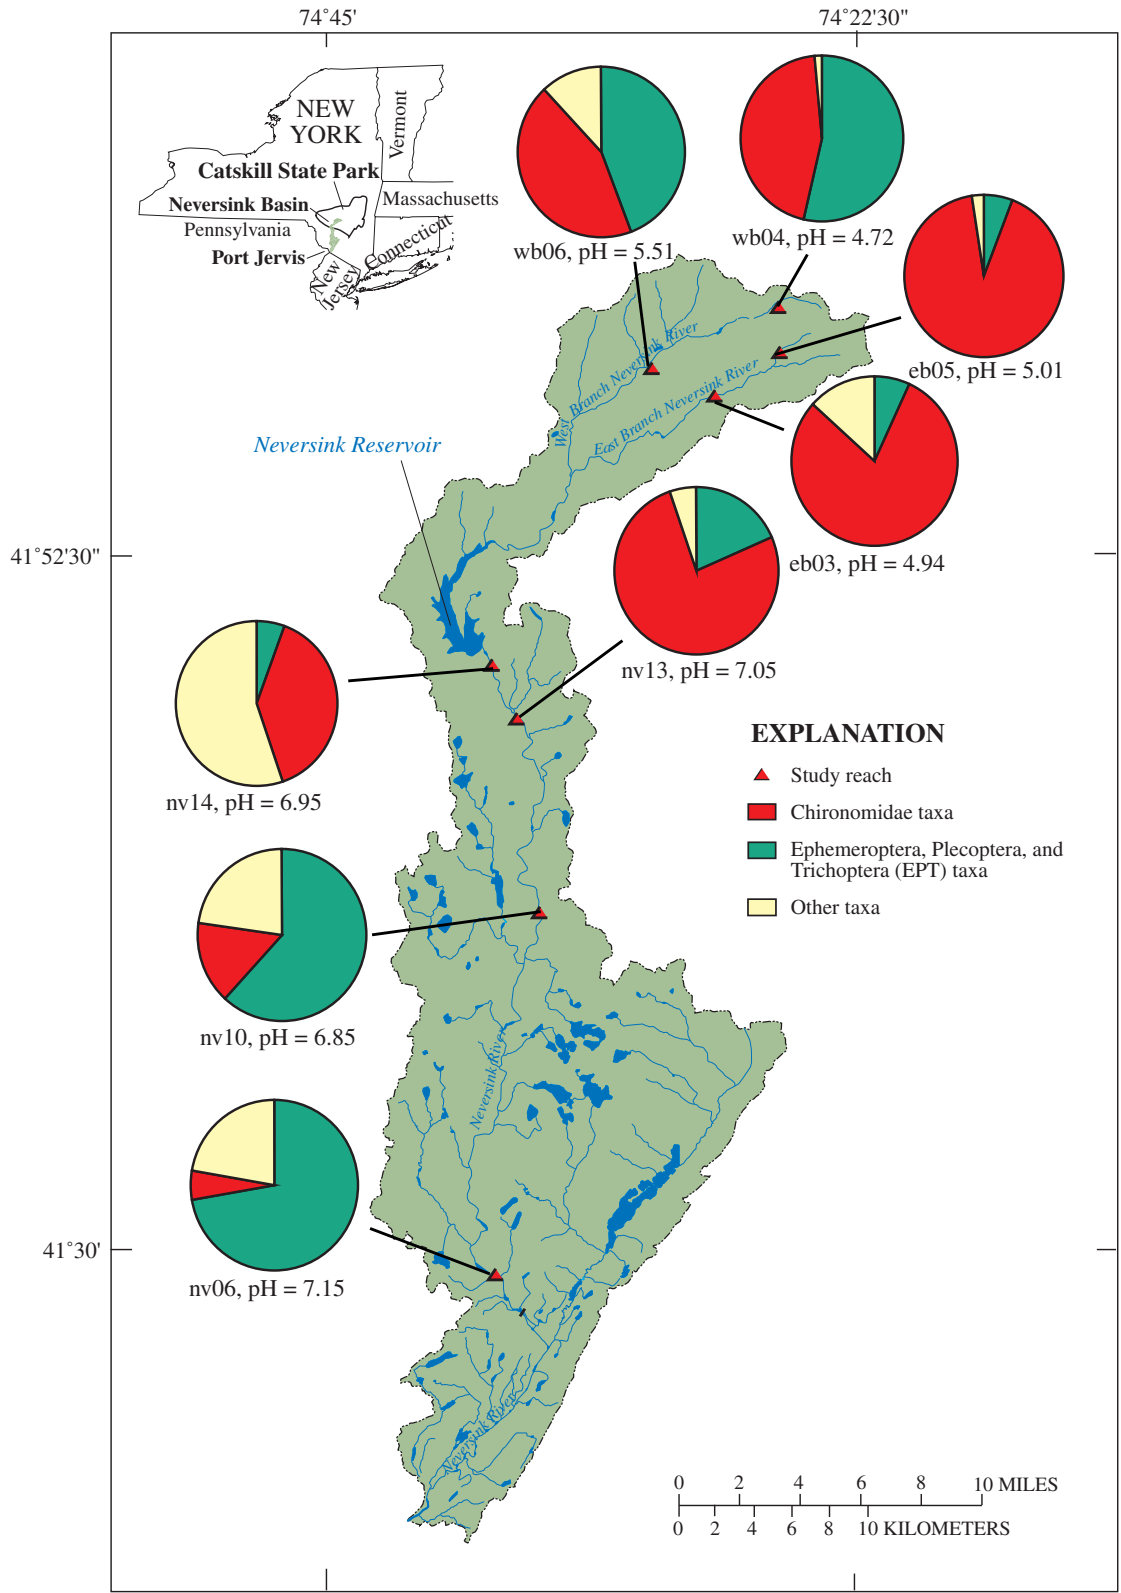 74°45'
74°22'30"
NEW
YORK
Vermont
Catskill State Park
Neversink Basin
Massachusetts
Pennsylvania
Connecticut
Port Jervis
New
Jersey
wb06, pH = 5.51
wb04, pH = 4.72
eb05, pH = 5.01
eb03, pH = 4.94
West Branch Neversink River
East Branch Neversink River
Neversink Reservoir
41°52'30"
nv13, pH = 7.05
nv14, pH = 6.95
EXPLANATION
Study reach
Chironomidae taxa
Ephemeroptera, Plecoptera, and
Trichoptera (EPT) taxa
Other taxa
nv10, pH = 6.85
Neversink River
41°30'
nv06, pH = 7.15
Neversink River
0 2 4 6 8 10 MILES
0 2 4 6 8 10 KILOMETERS